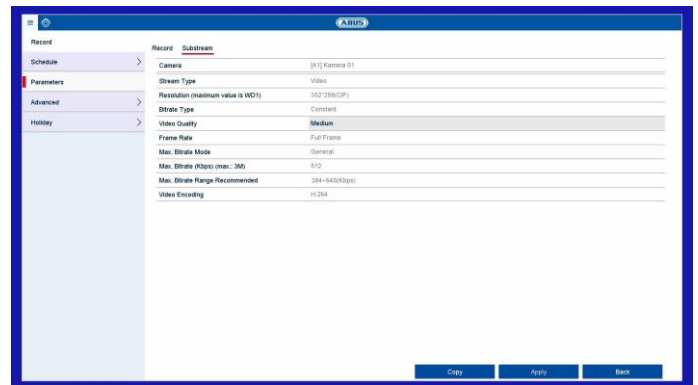 ABUS
Record
Schedule
Parameters
Advanced
Holiday
Record Substream
Camera [A1] Kamera 01
Stream Type Video
Resolution (maximum value is WD1) 352*288(CIF)
Bitrate Type Constant
Video Quality Medium
Frame Rate Full Frame
Max. Bitrate Mode General
Max. Bitrate (Kbps) (max.: 3M) 512
Max. Bitrate Range Recommended 384~640(Kbps)
Video Encoding H.264
Copy Apply Back